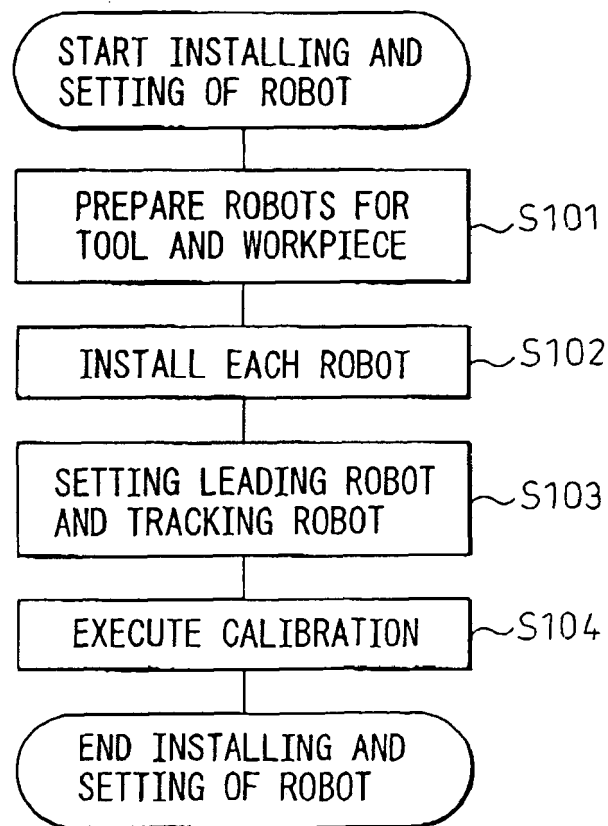 START INSTALLING AND
SETTING OF ROBOT
PREPARE ROBOTS FOR
TOOL AND WORKPIECE
S101
INSTALL EACH ROBOT
S102
SETTING LEADING ROBOT
AND TRACKING ROBOT
S103
EXECUTE CALIBRATION
S104
END INSTALLING AND
SETTING OF ROBOT